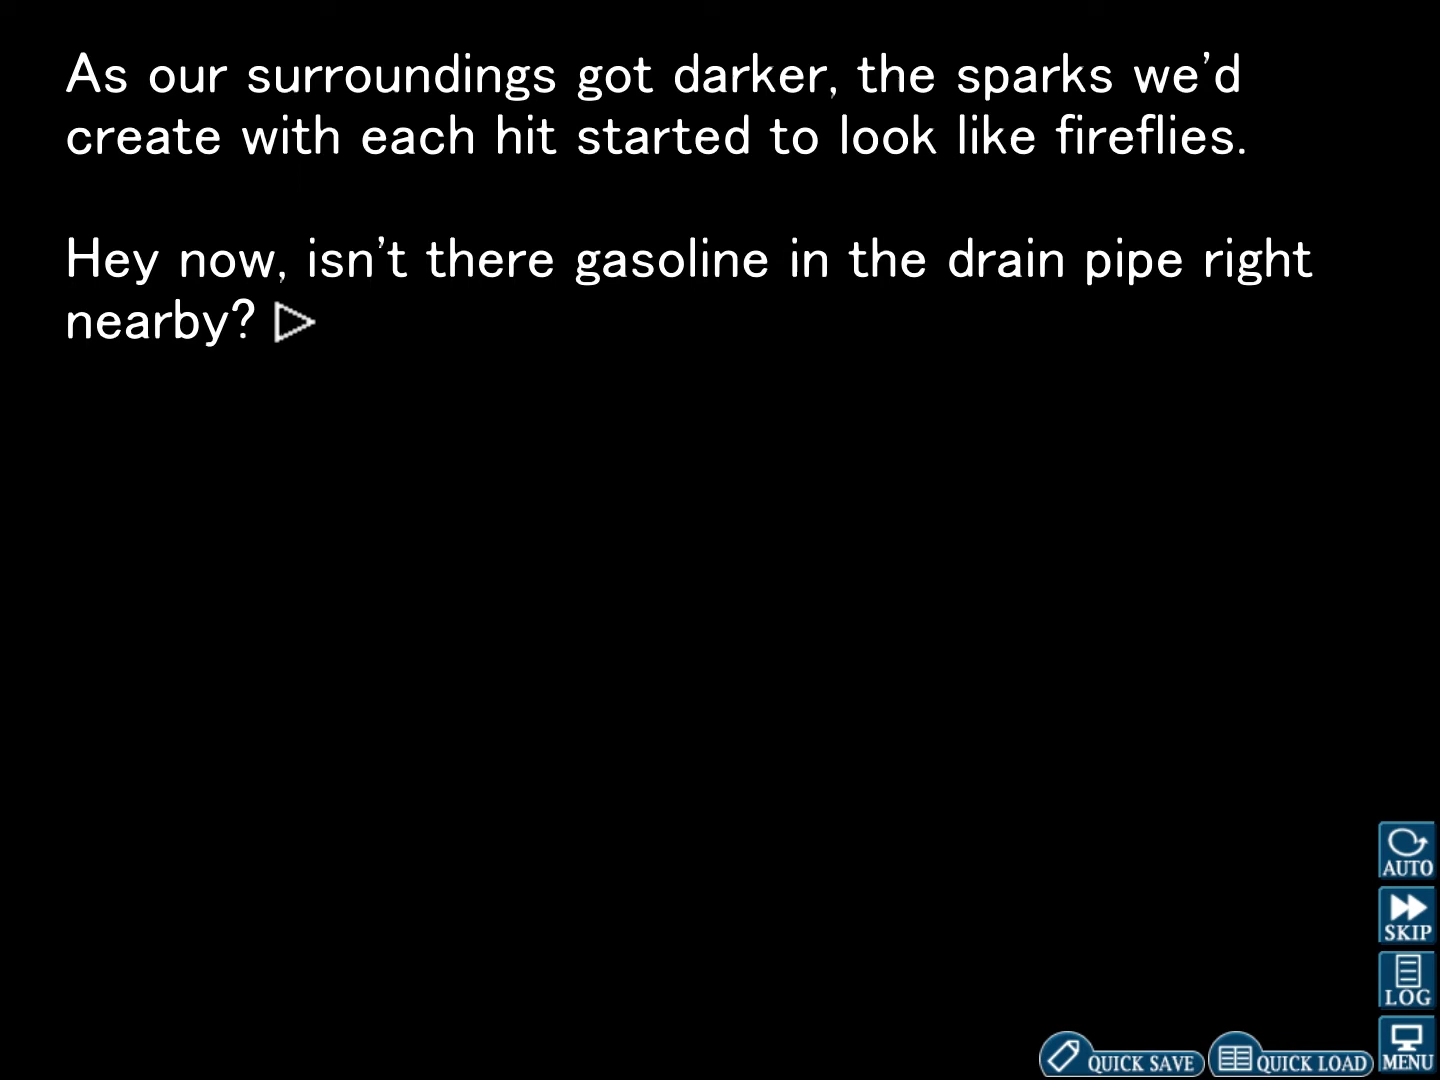 As our surroundings got darker, the sparks we'd
create with each hit started to look like fireflies.
Hey now, isn't there gasoline in the drain pipe right
nearby?
AUTO
SKIP
LOG
QUICK SAVE
QUICK LOAD
MENU